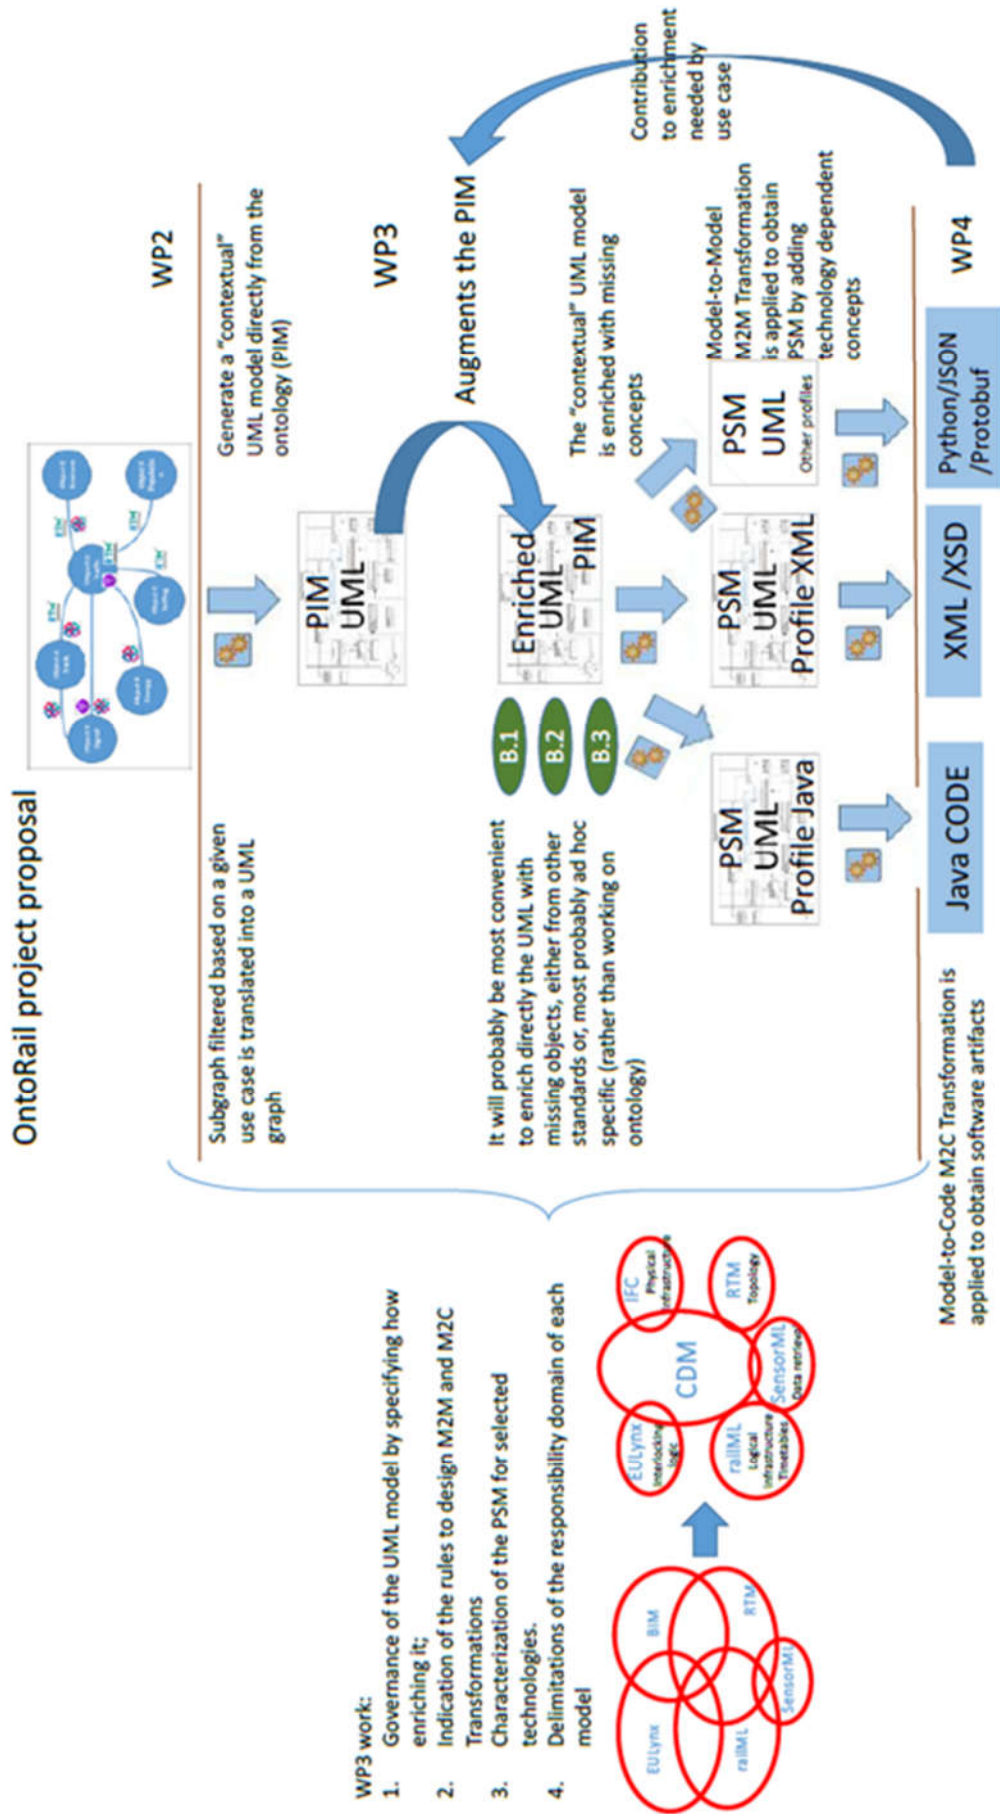 OntoRail project proposal
WP2
Subgraph filtered based on a given
use case is translated into a UML
graph
Generate a "contextual"
UML model directly from the
ontology (PIM)
PIM
UML
WP3
Augments the PIM
Contribution
to enrichment
needed by
use case
It will probably be most convenient
to enrich directly the UML with
missing objects, either from other
standards or, most probably ad hoc
specific (rather than working on
ontology)
B.1
B.2
B.3
Enriched
UML
PIM
The "contextual" UML model
is enriched with missing
concepts
Model-to-Model
M2M Transformation
is applied to obtain
PSM by adding
technology dependent
concepts
PSM
UML
Profile Java
PSM
UML
Profile XML
PSM
UML
Other profiles
Java CODE
XML /XSD
Python/JSON
/Protobuf
WP4
Model-to-Code M2C Transformation is
applied to obtain software artifacts
WP3 work:
1. Governance of the UML model by specifying how
enriching it;
2. Indication of the rules to design M2M and M2C
Transformations
3. Characterization of the PSM for selected
technologies.
4. Delimitations of the responsibility domain of each
model
EULynx
BIM
railML
RTM
SensorML
EULynx
Interlocking
logic
IFC
Physical
Infrastructure
CDM
railML
Logical
Infrastructure
Timetables
SensorML
Data retrieval
RTM
Topology